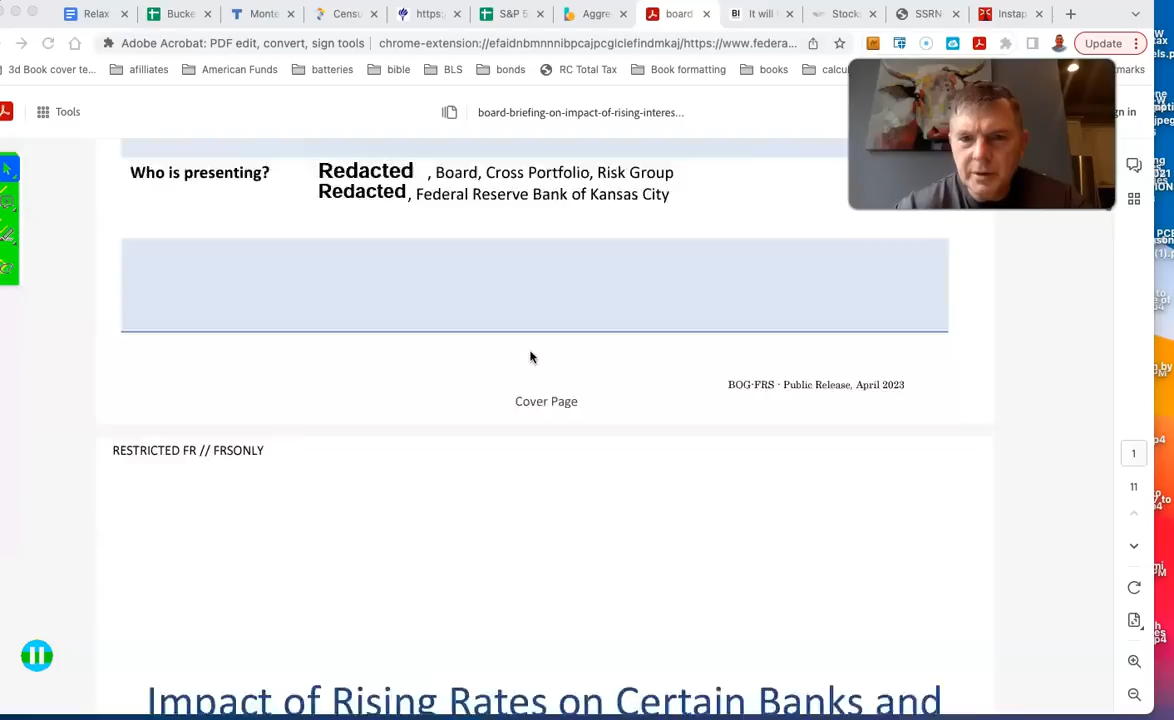 Relax
Bucke
Monte
Censu
https:
S&P 5
Aggre
board
It will
Stock
SSRN
Instap
Adobe Acrobat: PDF edit, convert, sign tools
chrome-extension://efaidnbmnnnibpcajpcglclefindmkaj/https://www.federa...
Update
3d Book cover te...
afilliates
American Funds
batteries
bible
BLS
bonds
RC Total Tax
Book formatting
books
calcu
marks
Tools
board-briefing-on-impact-of-rising-interes...
gn in
Who is presenting? Redacted , Board, Cross Portfolio, Risk Group
Redacted, Federal Reserve Bank of Kansas City
BOG-FRS · Public Release, April 2023
Cover Page
1
11
RESTRICTED FR // FRSONLY
Impact of Rising Rates on Certain Banks and